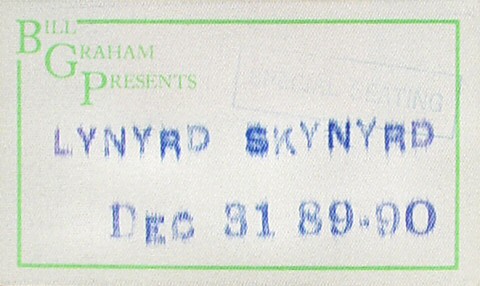 BILL
GRAHAM
PRESENTS
SPECIAL SEATING
LYNYRD SKYNYRD
DEC 31 89-90